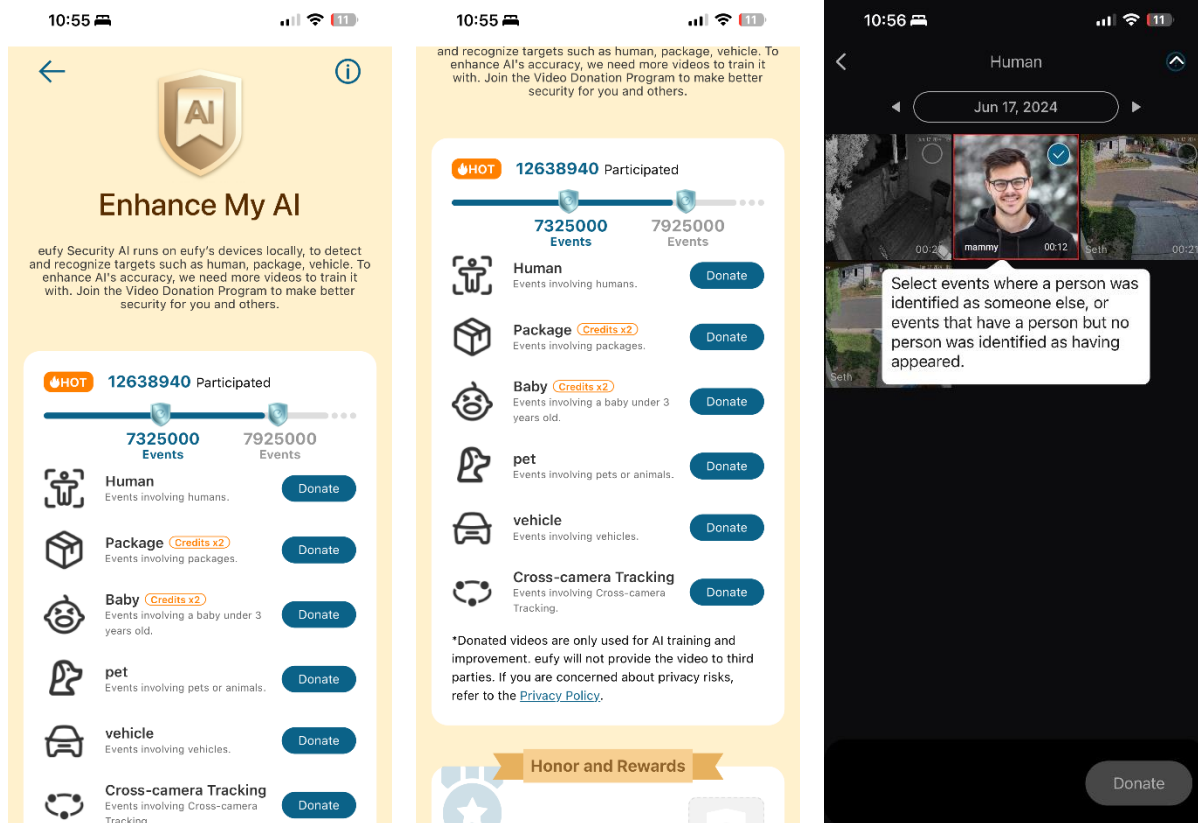 10:55
11
AI
Enhance My AI
eufy Security AI runs on eufy's devices locally, to detect
and recognize targets such as human, package, vehicle. To
enhance AI's accuracy, we need more videos to train it
with. Join the Video Donation Program to make better
security for you and others.
HOT 12638940 Participated
7325000 7925000
Events Events
Human
Events involving humans.
Donate
Package Credits x2
Events involving packages.
Donate
Baby Credits x2
Events involving a baby under 3
years old.
Donate
pet
Events involving pets or animals.
Donate
vehicle
Events involving vehicles.
Donate
Cross-camera Tracking
Events involving Cross-camera
Tracking.
Donate
10:55
11
and recognize targets such as human, package, vehicle. To
enhance AI's accuracy, we need more videos to train it
with. Join the Video Donation Program to make better
security for you and others.
HOT 12638940 Participated
7325000 7925000
Events Events
Human
Events involving humans.
Donate
Package Credits x2
Events involving packages.
Donate
Baby Credits x2
Events involving a baby under 3
years old.
Donate
pet
Events involving pets or animals.
Donate
vehicle
Events involving vehicles.
Donate
Cross-camera Tracking
Events involving Cross-camera
Tracking.
Donate
*Donated videos are only used for AI training and
improvement. eufy will not provide the video to third
parties. If you are concerned about privacy risks,
refer to the Privacy Policy.
Honor and Rewards
10:56
11
Human
Jun 17, 2024
mammy 00:12
Seth 00:21
Seth
Select events where a person was
identified as someone else, or
events that have a person but no
person was identified as having
appeared.
Donate